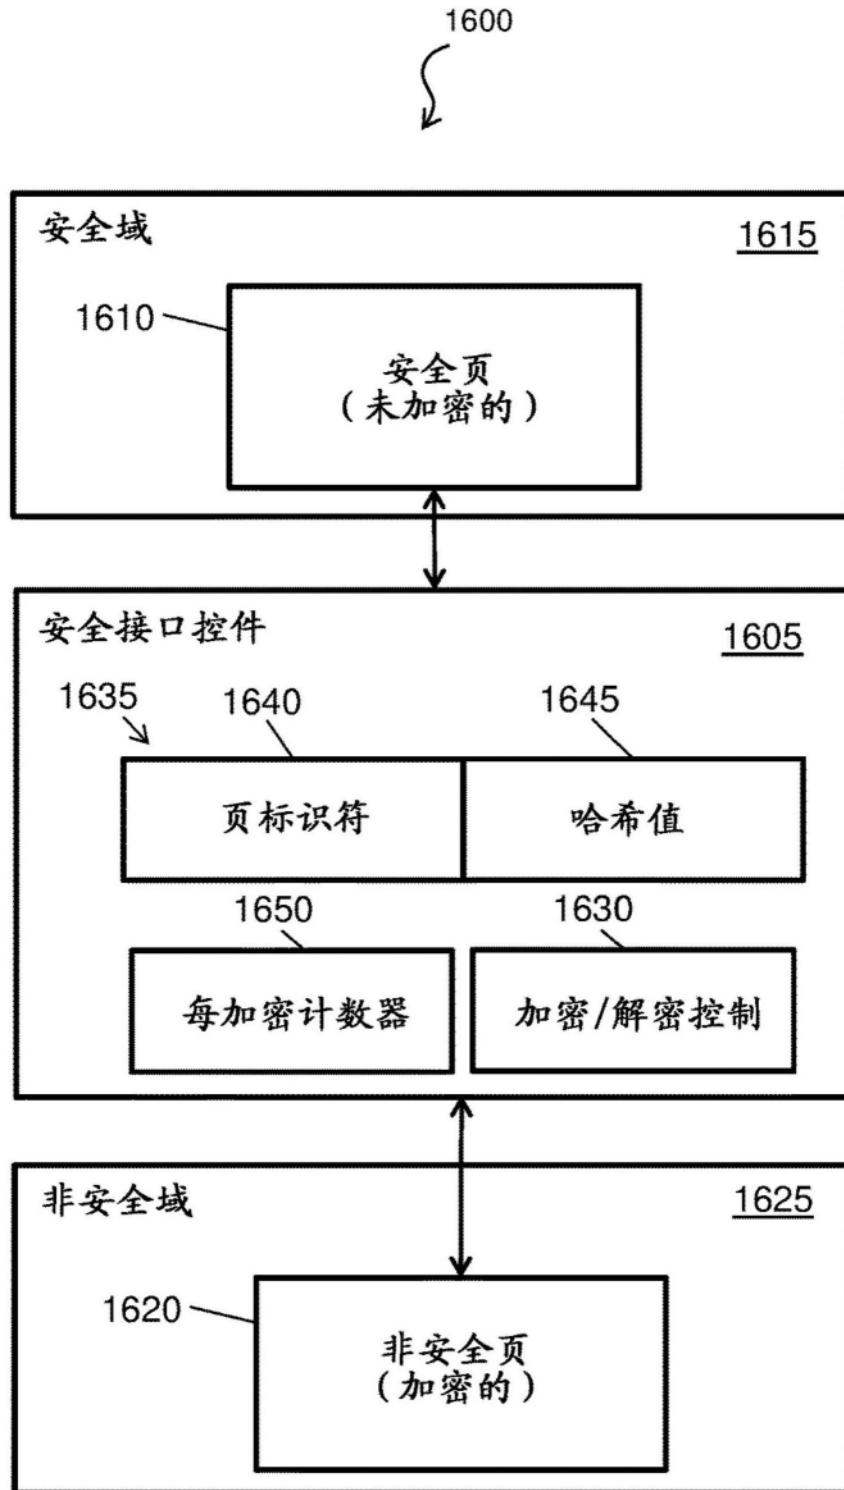 1600
安全域
1615
1610
安全页
（未加密的）
安全接口控件
1605
1635
1640
1645
页标识符
哈希值
1650
1630
每加密计数器
加密/解密控制
非安全域
1625
1620
非安全页
（加密的）